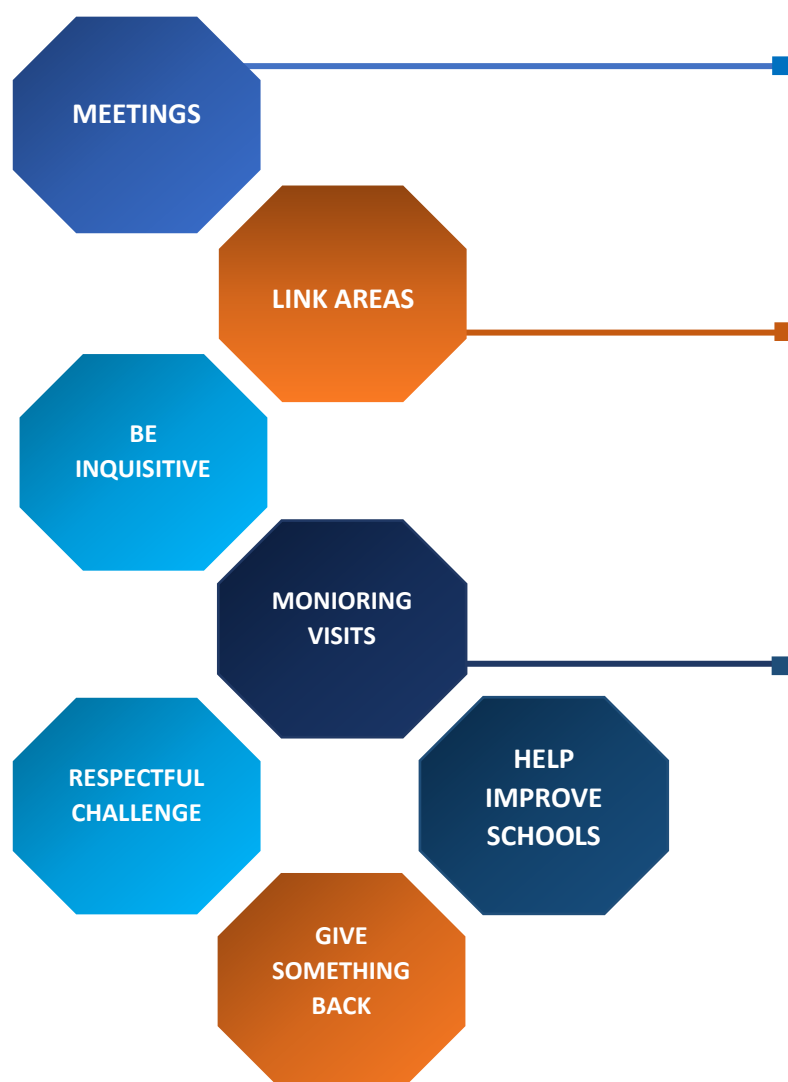 MEETINGS
LINK AREAS
BE
INQUISITIVE
MONIORING
VISITS
RESPECTFUL
CHALLENGE
HELP
IMPROVE
SCHOOLS
GIVE
SOMETHING
BACK